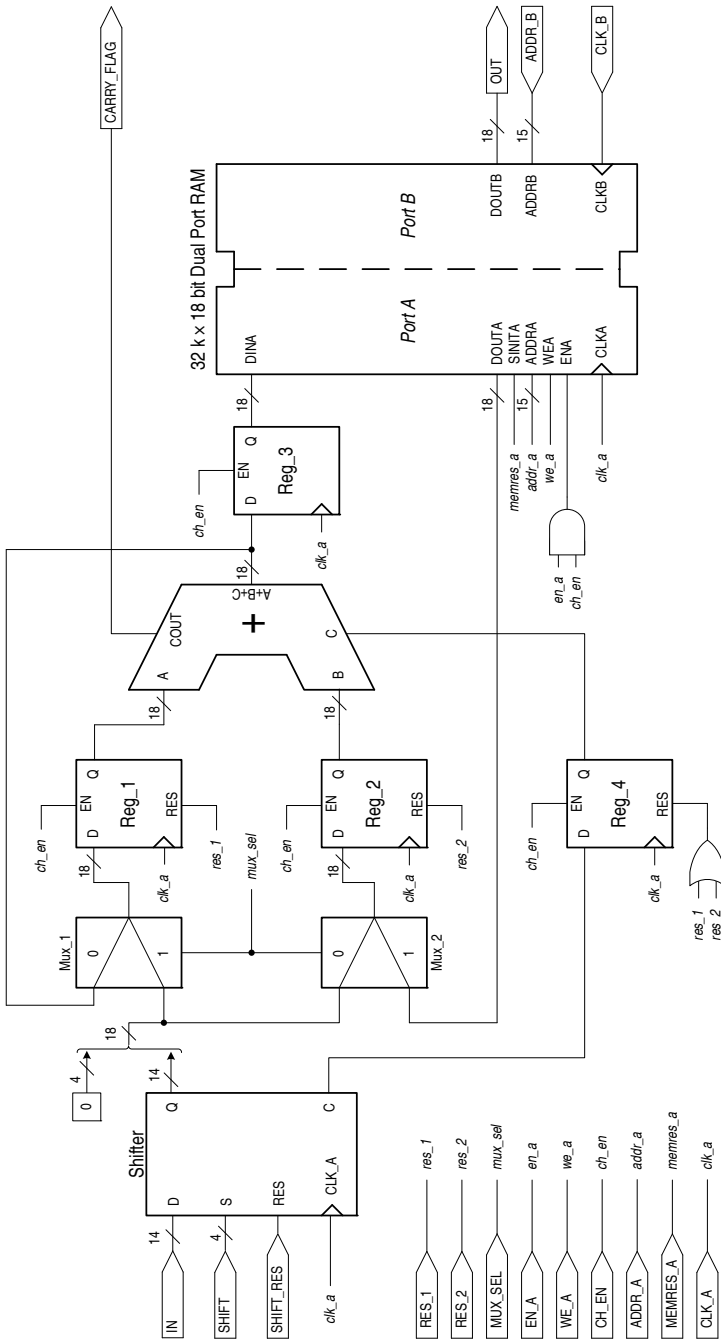 CARRY_FLAG
32 k × 18 bit Dual Port RAM
DINA
Port A
Port B
DOUTA
SINITA
ADDRA
WEA
ENA
CLKA
DOUTB
ADDRB
CLKB
18
OUT
15
ADDR_B
CLK_B
18
18
memres_a
15
addr_a
we_a
en_a
ch_en
clk_a
ch_en
EN
D
Q
Reg_3
clk_a
18
COUT
A+B+C
+
A
B
C
18
18
ch_en
EN
D
Q
Reg_1
RES
clk_a
res_1
18
ch_en
EN
D
Q
Reg_2
RES
clk_a
res_2
18
ch_en
EN
D
Q
Reg_4
RES
clk_a
res_1
res_2
mux_sel
Mux_1
0
1
Mux_2
0
1
0
4
18
14
Shifter
D
Q
S
RES
CLK_A
C
14
IN
4
SHIFT
SHIFT_RES
clk_a
RES_1 res_1
RES_2 res_2
MUX_SEL mux_sel
EN_A en_a
WE_A we_a
CH_EN ch_en
ADDR_A addr_a
MEMRES_A memres_a
CLK_A clk_a